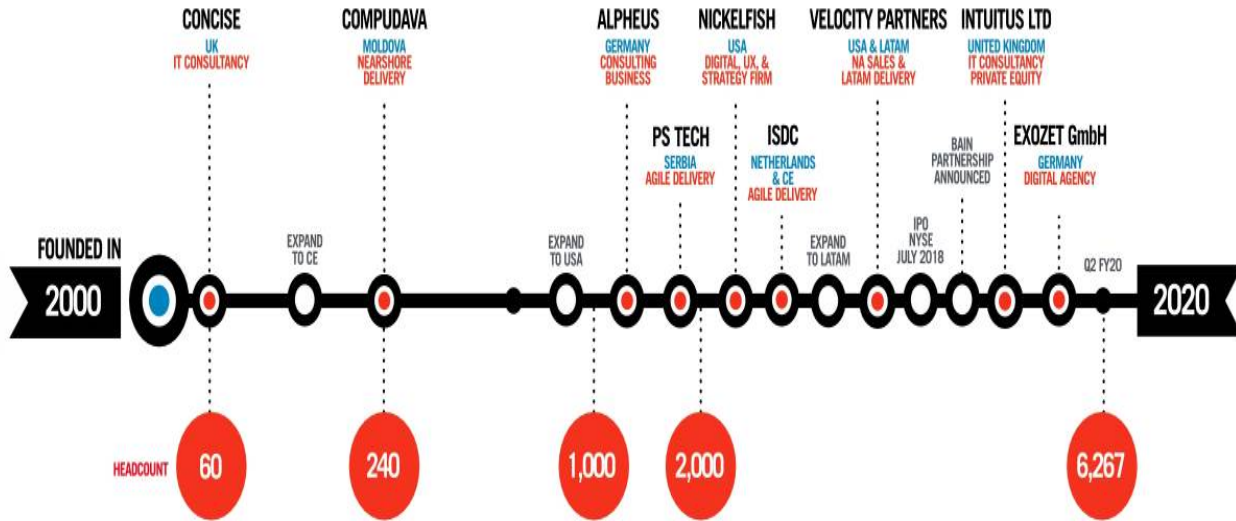 CONCISE
UK
IT CONSULTANCY
COMPUDAVA
MOLDOVA
NEARSHORE
DELIVERY
ALPHEUS
GERMANY
CONSULTING
BUSINESS
NICKELFISH
USA
DIGITAL, UX, &
STRATEGY FIRM
VELOCITY PARTNERS
USA & LATAM
NA SALES &
LATAM DELIVERY
INTUITUS LTD
UNITED KINGDOM
IT CONSULTANCY
PRIVATE EQUITY
PS TECH
SERBIA
AGILE DELIVERY
ISDC
NETHERLANDS
& CE
AGILE DELIVERY
BAIN
PARTNERSHIP
ANNOUNCED
EXOZET GmbH
GERMANY
DIGITAL AGENCY
FOUNDED IN
2000
EXPAND
TO CE
EXPAND
TO USA
EXPAND
TO LATAM
IPO
NYSE
JULY 2018
Q2 FY20
2020
HEADCOUNT
60
240
1,000
2,000
6,267